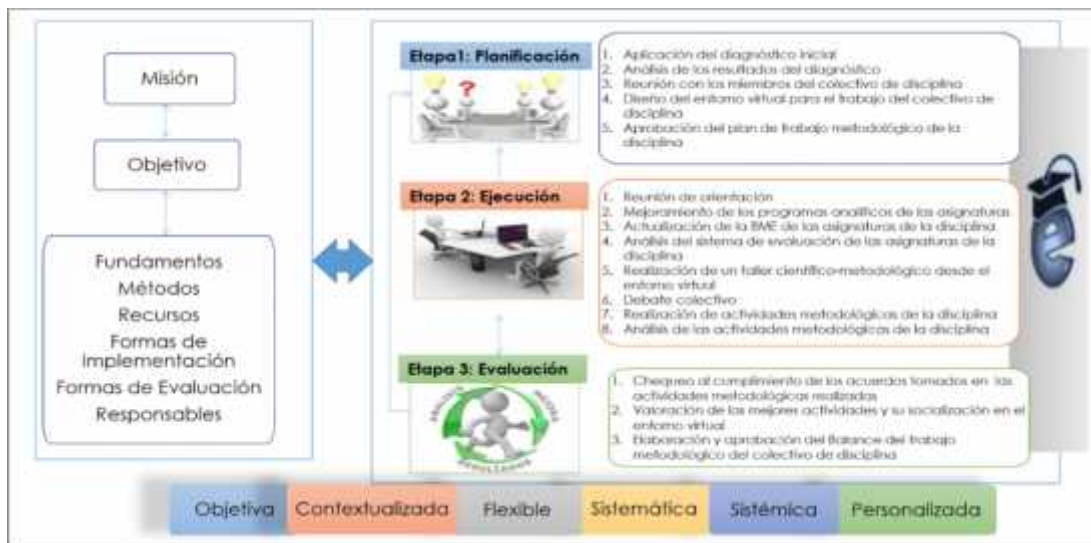 Misión
Objetivo
Fundamentos
Métodos
Recursos
Formas de
Implementación
Formas de Evaluación
Responsables
Etapa1: Planificación
1. Aplicación del diagnóstico inicial
2. Análisis de los resultados del diagnóstico
3. Reunión con los miembros del colectivo de disciplina
4. Diseño del entorno virtual para el trabajo del colectivo de
disciplina
5. Aprobación del plan de trabajo metodológico de la
disciplina
Etapa 2: Ejecución
1. Reunión de orientación
2. Mejoramiento de los programas analíticos de las asignaturas
3. Actualización de la BME de las asignaturas de la disciplina
4. Análisis del sistema de evaluación de las asignaturas de la
disciplina
5. Realización de un taller científico-metodológico desde el
entorno virtual
6. Debate colectivo
7. Realización de actividades metodológicas de la disciplina
8. Análisis de las actividades metodológicas de la disciplina
Etapa 3: Evaluación
RESULTADOS
1. Chequeo al cumplimiento de los acuerdos tomados en las
actividades metodológicas realizadas
2. Valoración de las mejores actividades y su socialización en el
entorno virtual
3. Elaboración y aprobación del Balance del trabajo
metodológico del colectivo de disciplina
e
Objetiva
Contextualizada
Flexible
Sistemática
Sistémica
Personalizada